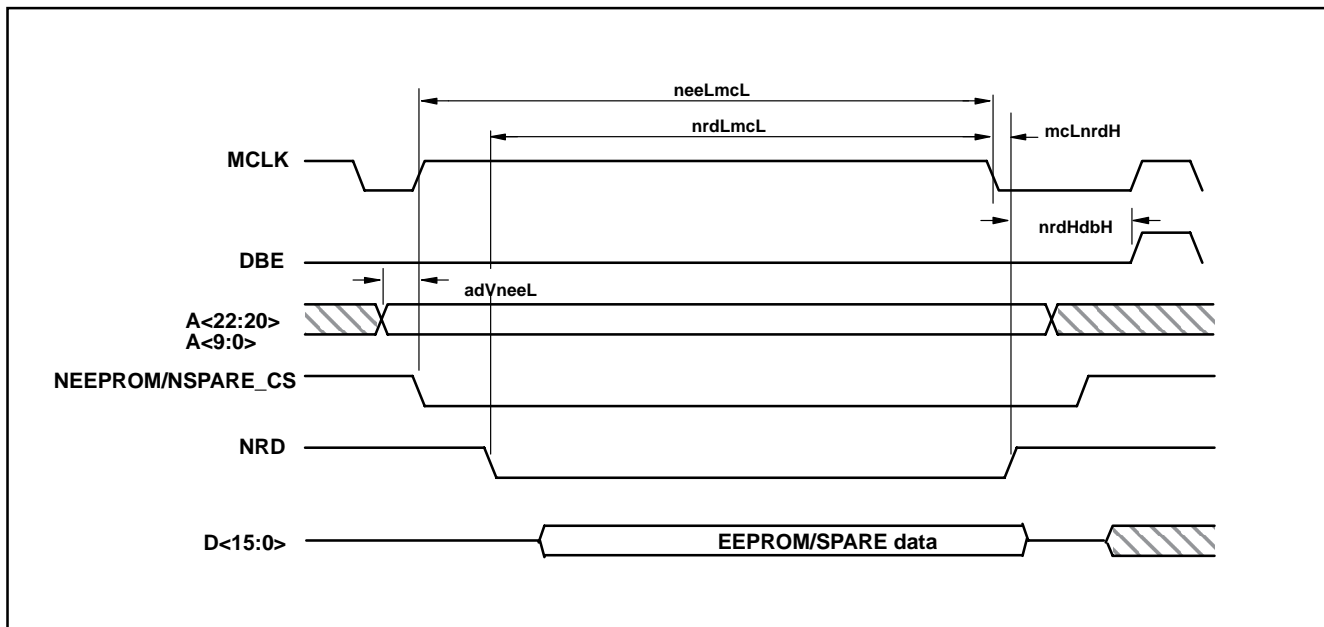 neeLmcL
nrdLmcL
mcLnrdH
MCLK
nrdHdbH
DBE
adVneeL
A<22:20>
A<9:0>
NEEPROM/NSPARE_CS
NRD
D<15:0>
EEPROM/SPARE data